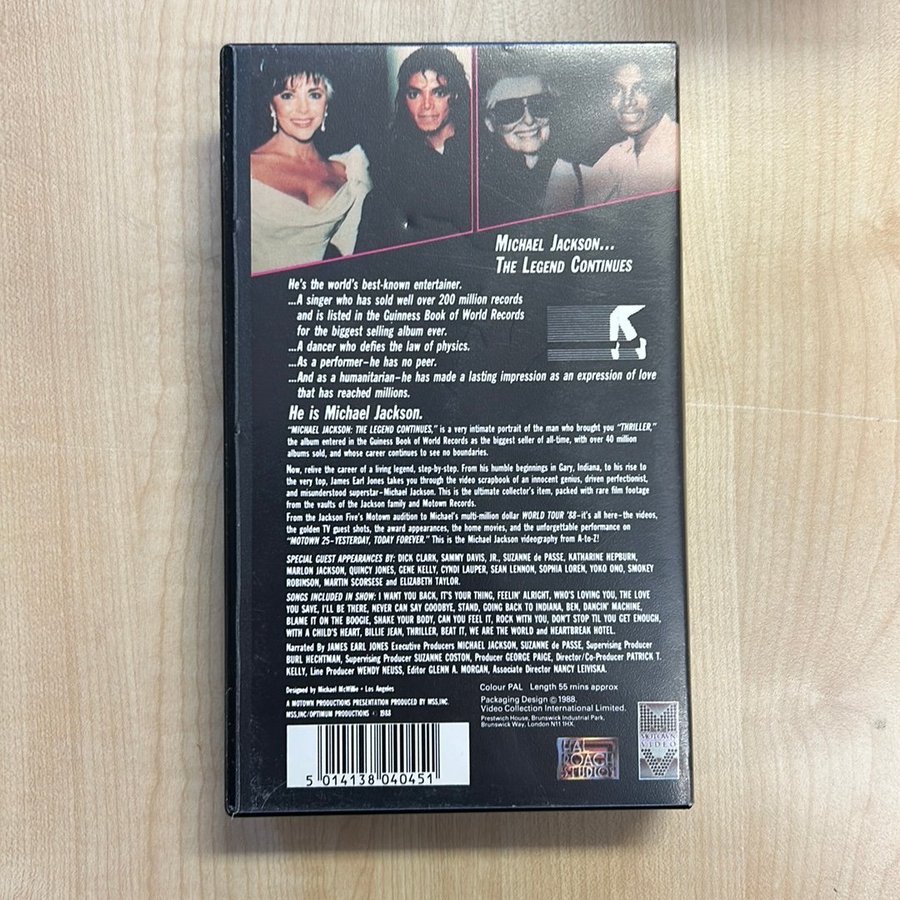 MICHAEL JACKSON...
THE LEGEND CONTINUES
He's the world's best-known entertainer.
...A singer who has sold well over 200 million records
and is listed in the Guinness Book of World Records
for the biggest selling album ever.
...A dancer who defies the law of physics.
...As a performer–he has no peer.
...And as a humanitarian–he has made a lasting impression as an expression of love
that has reached millions.
He is Michael Jackson.
"MICHAEL JACKSON: THE LEGEND CONTINUES," is a very intimate portrait of the man who brought you "THRILLER,"
the album entered in the Guiness Book of World Records as the biggest seller of all-time, with over 40 million
albums sold, and whose career continues to see no boundaries.
Now, relive the career of a living legend, step-by-step. From his humble beginnings in Gary, Indiana, to his rise to
the very top, James Earl Jones takes you through the video scrapbook of an innocent genius, driven perfectionist,
and misunderstood superstar–Michael Jackson. This is the ultimate collector's item, packed with rare film footage
from the vaults of the Jackson family and Motown Records.
From the Jackson Five's Motown audition to Michael's multi-million dollar WORLD TOUR '88–it's all here–the videos,
the golden TV guest shots, the award appearances, the home movies, and the unforgettable performance on
"MOTOWN 25–YESTERDAY, TODAY FOREVER." This is the Michael Jackson videography from A-to-Z!
SPECIAL GUEST APPEARANCES BY: DICK CLARK, SAMMY DAVIS, JR., SUZANNE de PASSE, KATHARINE HEPBURN,
MARLON JACKSON, QUINCY JONES, GENE KELLY, CYNDI LAUPER, SEAN LENNON, SOPHIA LOREN, YOKO ONO, SMOKEY
ROBINSON, MARTIN SCORSESE and ELIZABETH TAYLOR.
SONGS INCLUDED IN SHOW: I WANT YOU BACK, IT'S YOUR THING, FEELIN' ALRIGHT, WHO'S LOVING YOU, THE LOVE
YOU SAVE, I'LL BE THERE, NEVER CAN SAY GOODBYE, STAND, GOING BACK TO INDIANA, BEN, DANCIN' MACHINE,
BLAME IT ON THE BOOGIE, SHAKE YOUR BODY, CAN YOU FEEL IT, ROCK WITH YOU, DON'T STOP TIL YOU GET ENOUGH,
WITH A CHILD'S HEART, BILLIE JEAN, THRILLER, BEAT IT, WE ARE THE WORLD and HEARTBREAK HOTEL.
Narrated By JAMES EARL JONES Executive Producers MICHAEL JACKSON, SUZANNE de PASSE, Supervising Producer
BURL HECHTMAN, Supervising Producer SUZANNE COSTON, Producer GEORGE PAIGE, Director/Co-Producer PATRICK T.
KELLY, Line Producer WENDY NEUSS, Editor GLENN A. MORGAN, Associate Director NANCY LEIVISKA.
Designed by Michael McWillie • Los Angeles
A MOTOWN PRODUCTIONS PRESENTATION PRODUCED BY MSS,INC.
MSS,INC/OPTIMUM PRODUCTIONS • 1988
Colour PAL Length 55 mins approx
Packaging Design © 1988.
Video Collection International Limited.
Prestwich House, Brunswick Industrial Park,
Brunswick Way, London N11 1HX.
5 014138 040451
HAL
ROACH
STUDIOS
MOTOWN
VIDEO